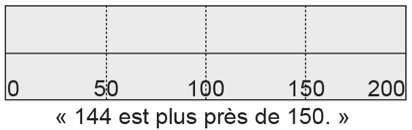 0 50 100 150 200
« 144 est plus près de 150. »